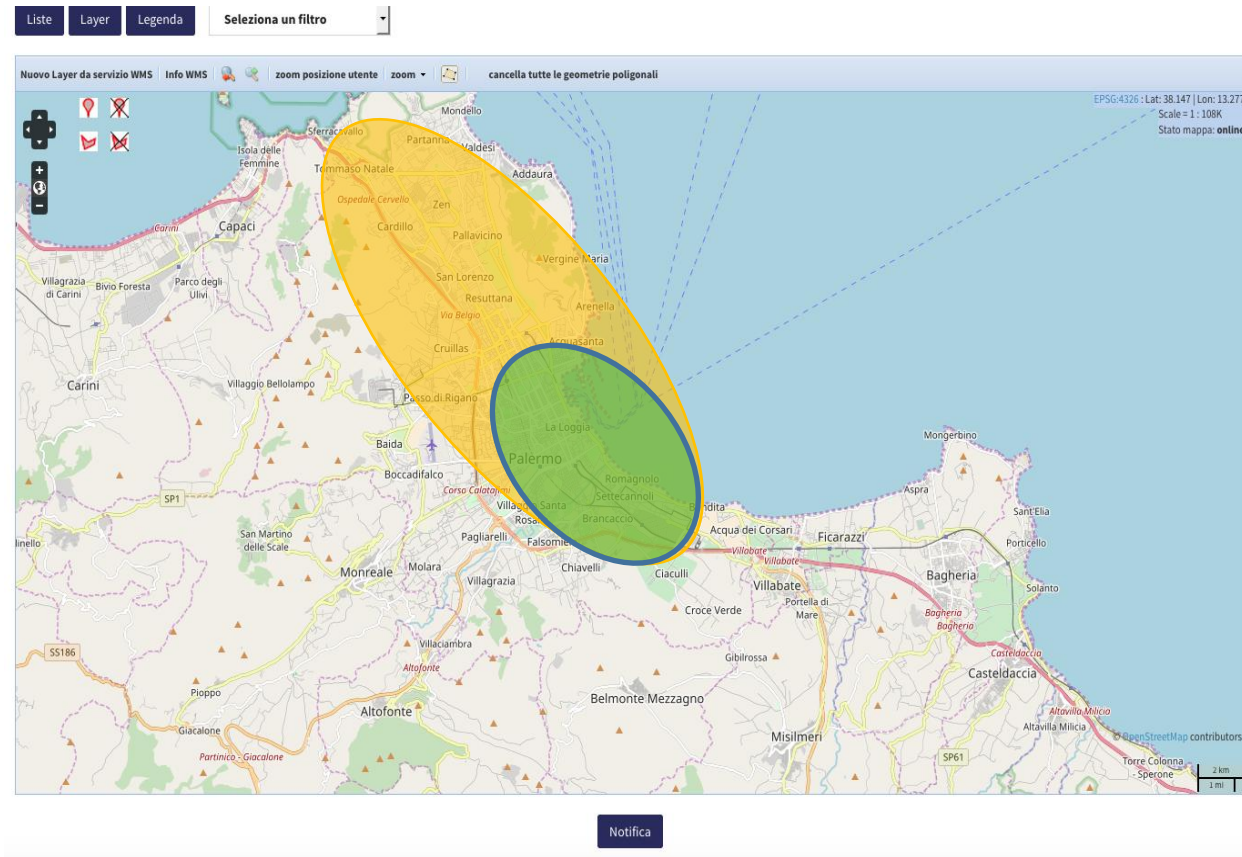 Liste Layer Legenda Seleziona un filtro
Nuovo Layer da servizio WMS Info WMS zoom posizione utente zoom cancella tutte le geometrie poligonali
EPSG:4326 : Lat: 38.147 | Lon: 13.277
Scale = 1 : 108K
Stato mappa: online
Mondello
Sferracavallo
Partanna
Valdesi
Isola delle
Femmine
Tommaso Natale
Addaura
Ospedale Cervello
Zen
Capaci
Carini
Cardillo
Pallavicino
Vergine Maria
San Lorenzo
Villagrazia
di Carini
Bivio Foresta
Parco degli
Ulivi
Resuttana
Arenella
Via Belgio
Acquasanta
Cruillas
Carini
Villaggio Bellolampo
Passo di Rigano
La Loggia
Mongerbino
Baida
Palermo
Boccadifalco
Romagnolo
Corso Calatafimi
Settecannoli
Aspra
SP1
Villaggio Santa
Rosalia
Bandita
Sant'Elia
Brancaccio
Acqua dei Corsari
Ficarazzi
San Martino
delle Scale
Pagliarelli
Falsomiele
Villabate
Villabate
Porticello
Monreale
Molara
Chiavelli
Ciaculli
Bagheria
Villagrazia
Villabate
Solanto
Croce Verde
Portella di
Mare
Bagheria
Bagheria
SS186
Villaciambra
Gibilrossa
Casteldaccia
Altofonte
Casteldaccia
Pioppo
Belmonte Mezzagno
Altofonte
Altavilla Milicia
Giacalone
Misilmeri
Altavilla Milicia
© OpenStreetMap contributors
Partinico - Giacalone
SP61
Torre Colonna
- Sperone
2 km
1 mi
Notifica